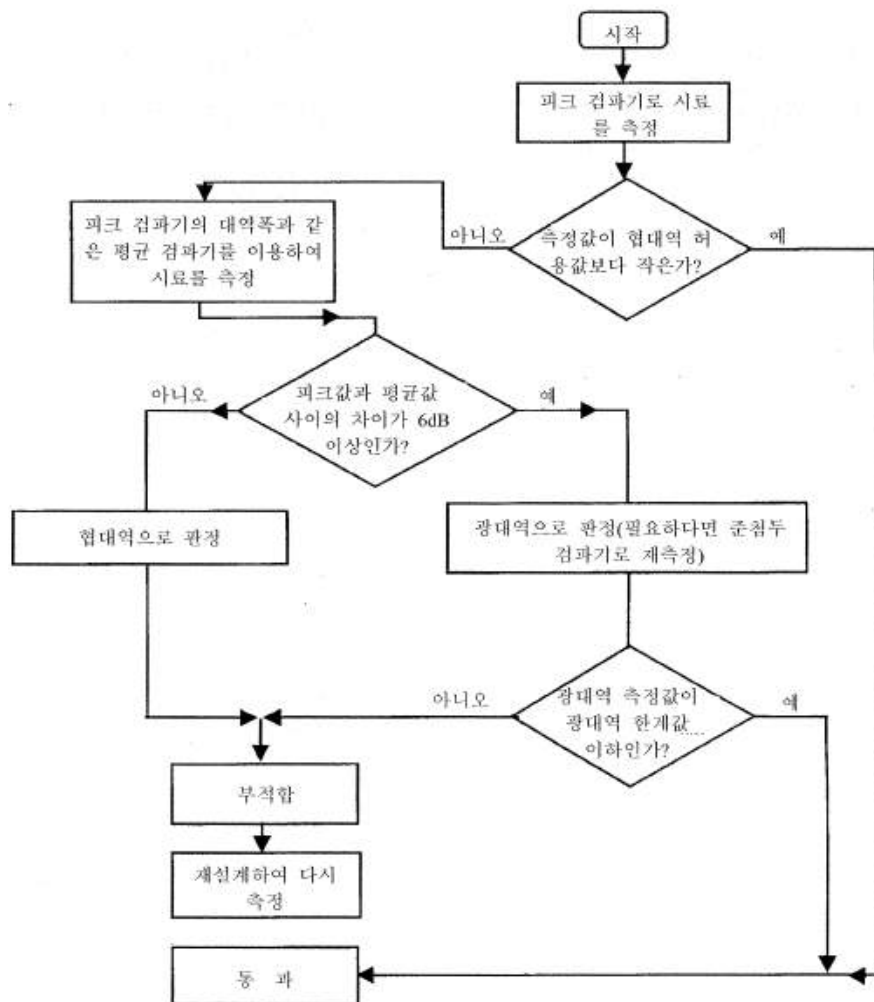 시작
피크 검파기로 시료
를 측정
측정값이 협대역 허
용값보다 작은가?
아니오
예
피크 검파기의 대약폭과 같
은 평균 검파기를 이용하여
시료를 측정
피크값과 평균값
사이의 차이가 6dB
이상인가?
아니오
예
협대역으로 판정
광대역으로 판정(필요하다면 준첨두
검파기로 재측정)
광대역 측정값이
광대역 한계값
이하인가?
아니오
예
부적합
재설계하여 다시
측정
통 과